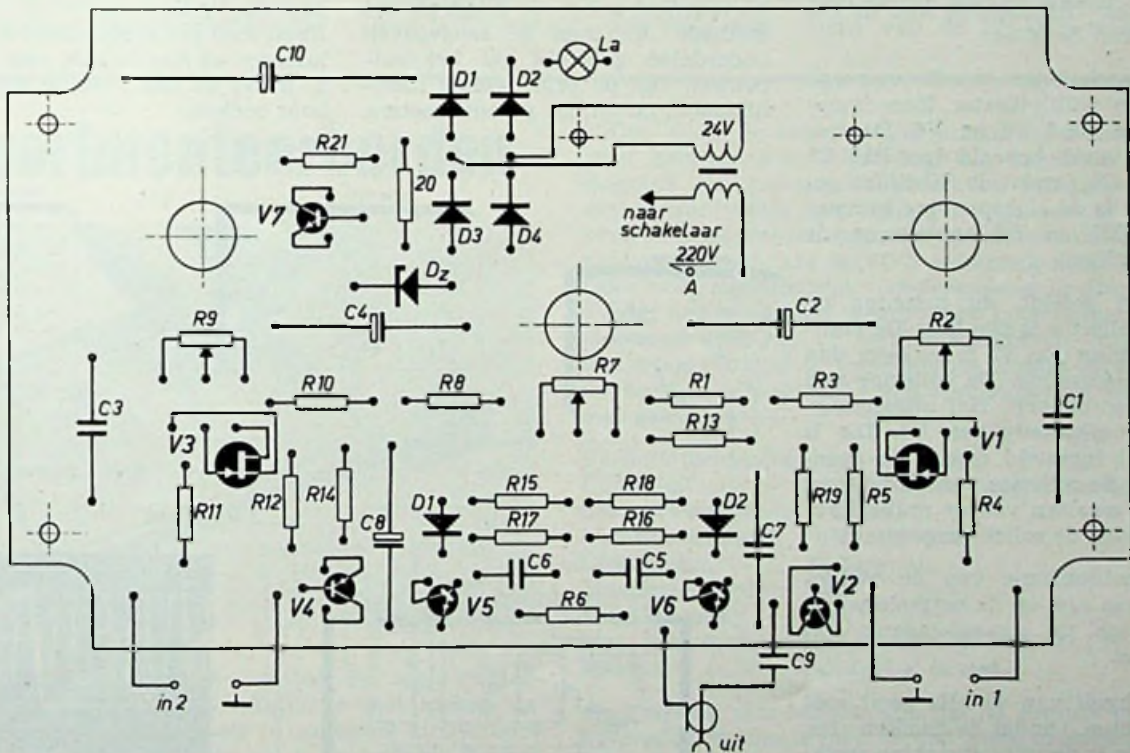 C10
La
D1 D2
24V
R21
20
V7
D3 D4
naar
schakelaar
220V
A
Dz
C4
C2
R9
R2
R7
R10
R8
R1
R3
C3
C1
R13
V3
V1
R12
R14
R11
C8
D1
R15
R18
D2
R17
R16
C7
R19
R5
R4
C6
C5
V4
V5
V6
V2
R6
C9
in 2
in 1
uit